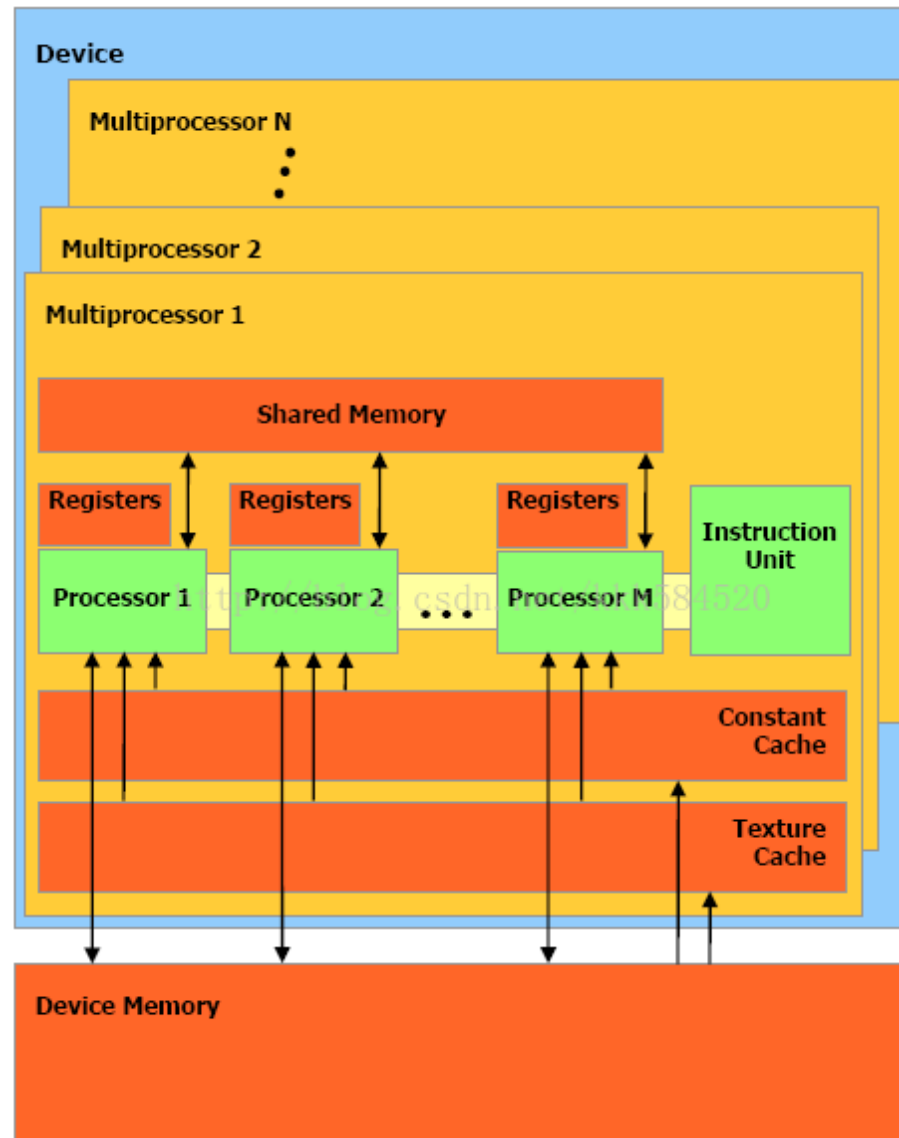 Device
Multiprocessor N
Multiprocessor 2
Multiprocessor 1
Shared Memory
Registers
Registers
Registers
Instruction
Unit
Processor 1
Processor 2
...
Processor M
Constant
Cache
Texture
Cache
Device Memory